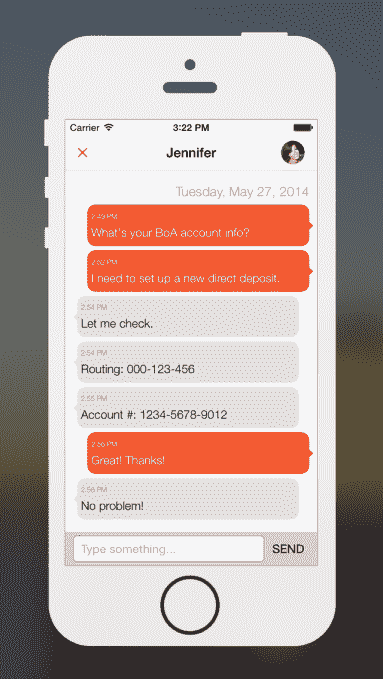 Carrier 3:22 PM
Jennifer
Tuesday, May 27, 2014
2:49 PM
What's your BoA account info?
2:52 PM
I need to set up a new direct deposit.
2:54 PM
Let me check.
2:54 PM
Routing: 000-123-456
2:55 PM
Account #: 1234-5678-9012
2:56 PM
Great! Thanks!
2:56 PM
No problem!
Type something... SEND